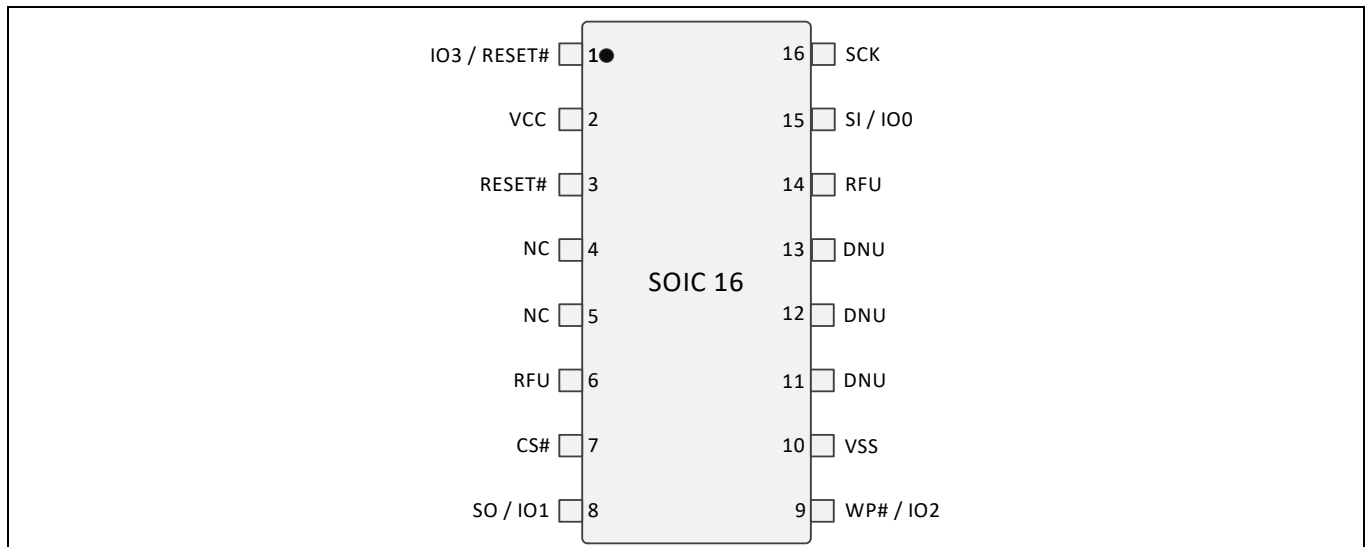 IO3 / RESET# 1 16 SCK
VCC 2 15 SI / IO0
RESET# 3 14 RFU
NC 4 13 DNU
SOIC 16
NC 5 12 DNU
RFU 6 11 DNU
CS# 7 10 VSS
SO / IO1 8 9 WP# / IO2